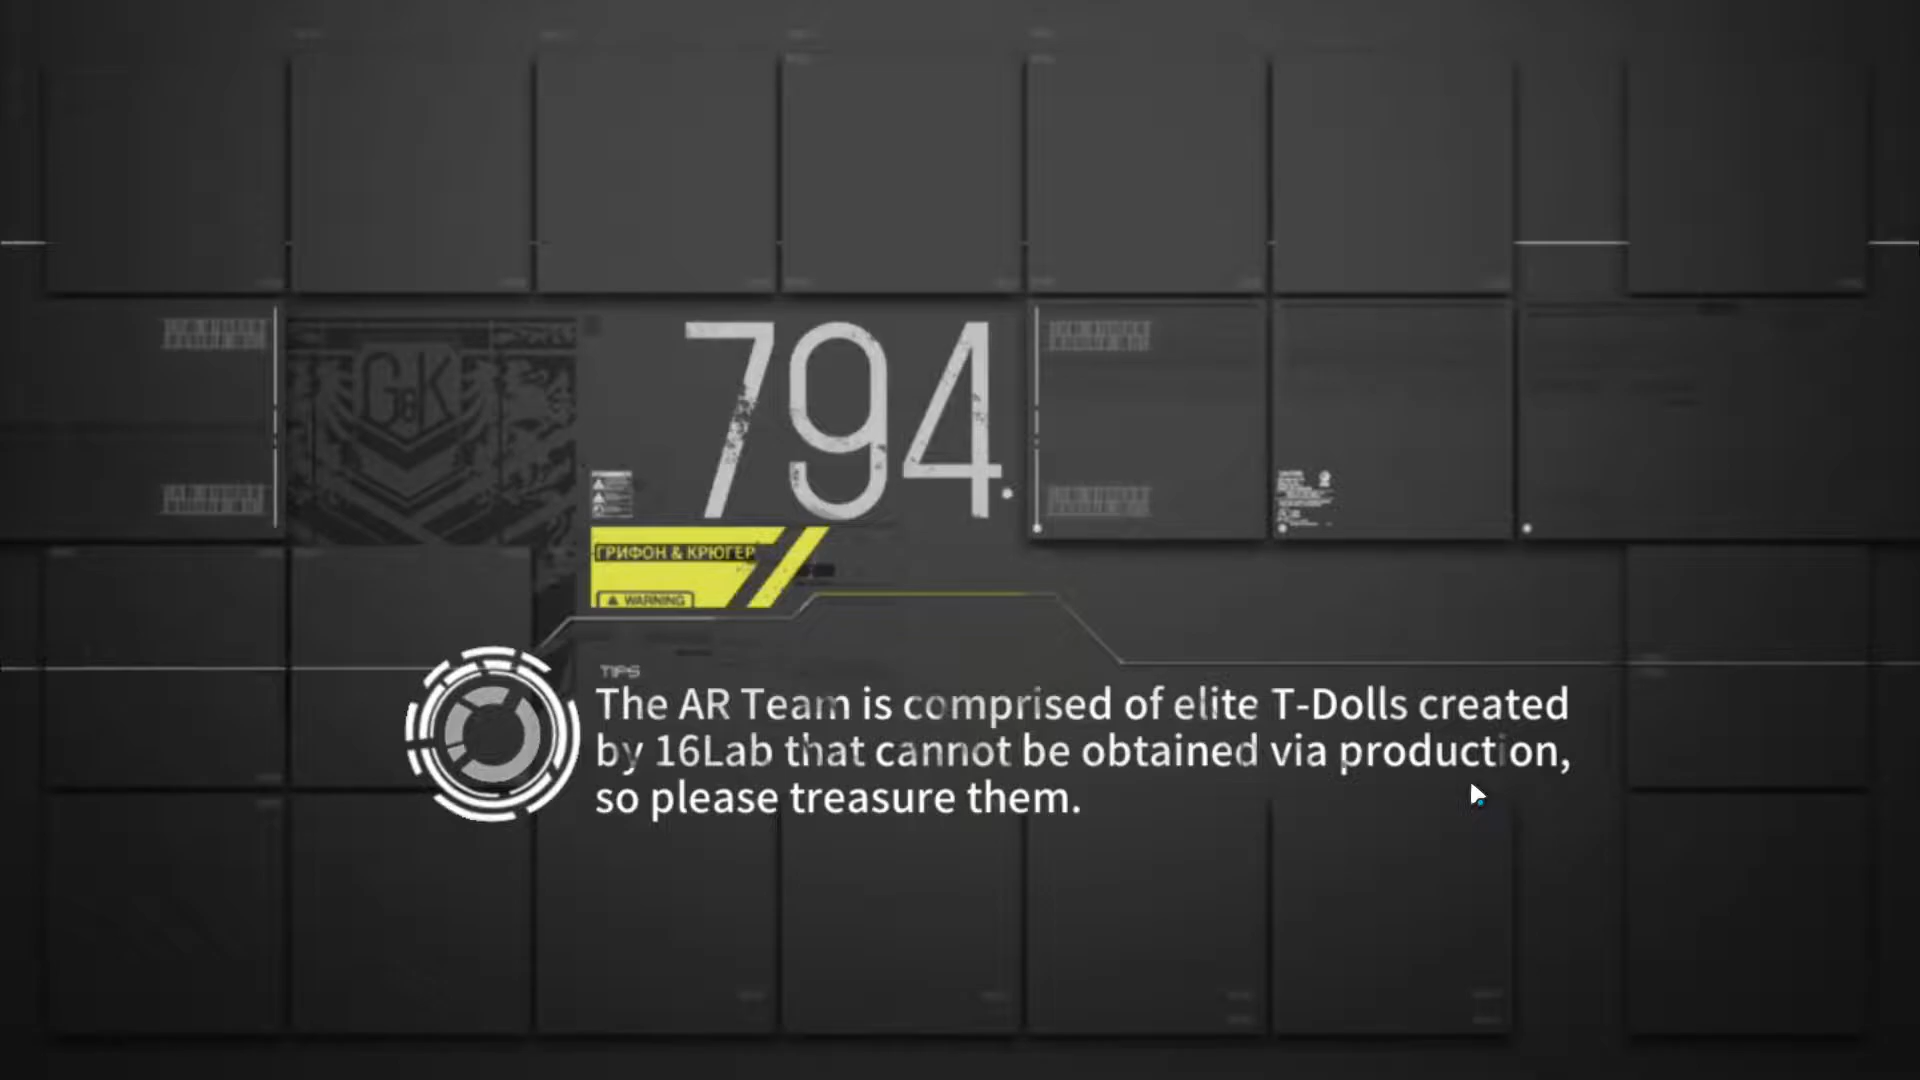 G&K
794.
ГРИФОН & КРЮГЕР
WARNING
TIPS
The AR Team is comprised of elite T-Dolls created
by 16Lab that cannot be obtained via production,
so please treasure them.